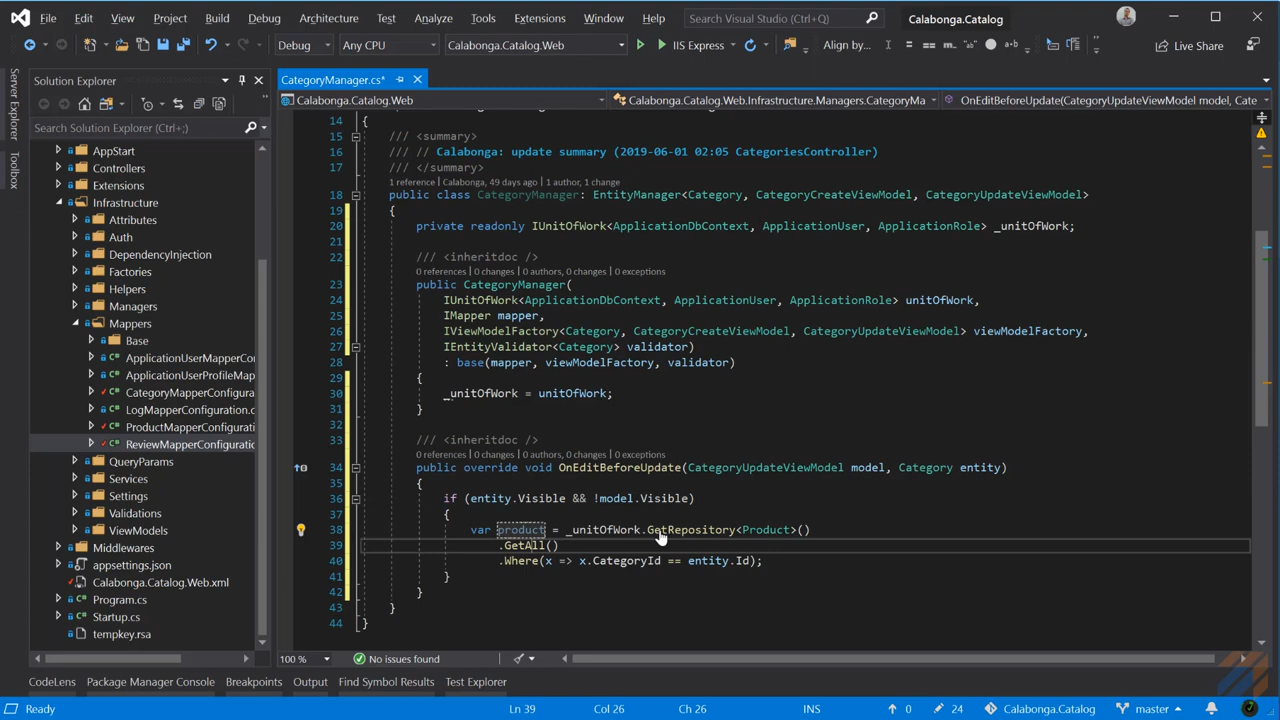 File Edit View Project Build Debug Architecture Test Analyze Tools Extensions Window Help Search Visual Studio (Ctrl+Q) Calabonga.Catalog
Debug Any CPU Calabonga.Catalog.Web IIS Express Align by... Live Share
Server Explorer
Toolbox
Solution Explorer
Search Solution Explorer (Ctrl+;)
AppStart
Controllers
Extensions
Infrastructure
Attributes
Auth
DependencyInjection
Factories
Helpers
Managers
Mappers
Base
ApplicationUserMapperCon
ApplicationUserProfileMap
CategoryMapperConfigura
LogMapperConfiguration.c
ProductMapperConfigurati
ReviewMapperConfiguratio
QueryParams
Services
Settings
Validations
ViewModels
Middlewares
appsettings.json
Calabonga.Catalog.Web.xml
Program.cs
Startup.cs
tempkey.rsa
CategoryManager.cs*
Calabonga.Catalog.Web Calabonga.Catalog.Web.Infrastructure.Managers.CategoryMa OnEditBeforeUpdate(CategoryUpdateViewModel model, Cate
14 {
15 /// <summary>
16 /// // Calabonga: update summary (2019-06-01 02:05 CategoriesController)
17 /// </summary>
1 reference | Calabonga, 49 days ago | 1 author, 1 change
18 public class CategoryManager: EntityManager<Category, CategoryCreateViewModel, CategoryUpdateViewModel>
19 {
20 private readonly IUnitOfWork<ApplicationDbContext, ApplicationUser, ApplicationRole> _unitOfWork;
21
22 /// <inheritdoc />
0 references | 0 changes | 0 authors, 0 changes | 0 exceptions
23 public CategoryManager(
24 IUnitOfWork<ApplicationDbContext, ApplicationUser, ApplicationRole> unitOfWork,
25 IMapper mapper,
26 IViewModelFactory<Category, CategoryCreateViewModel, CategoryUpdateViewModel> viewModelFactory,
27 IEntityValidator<Category> validator)
28 : base(mapper, viewModelFactory, validator)
29 {
30 _unitOfWork = unitOfWork;
31 }
32
33 /// <inheritdoc />
0 references | 0 changes | 0 authors, 0 changes | 0 exceptions
34 public override void OnEditBeforeUpdate(CategoryUpdateViewModel model, Category entity)
35 {
36 if (entity.Visible && !model.Visible)
37 {
38 var product = _unitOfWork.GetRepository<Product>()
39 .GetAll()
40 .Where(x => x.CategoryId == entity.Id);
41 }
42 }
43 }
44 }
100 % No issues found
CodeLens Package Manager Console Breakpoints Output Find Symbol Results Test Explorer
Ready Ln 39 Col 26 Ch 26 INS 0 24 Calabonga.Catalog master 2